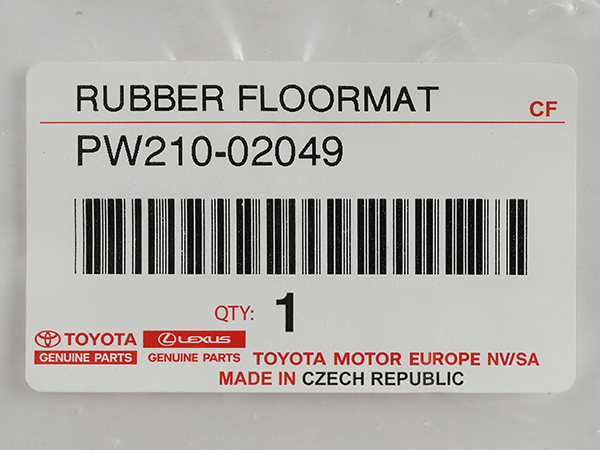 RUBBER FLOORMAT
CF
PW210-02049
QTY: 1
TOYOTA LEXUS
GENUINE PARTS GENUINE PARTS TOYOTA MOTOR EUROPE NV/SA
MADE IN CZECH REPUBLIC